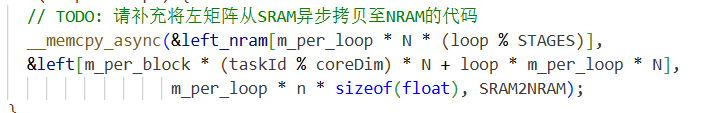 // TODO: 请补充将左矩阵从SRAM异步拷贝至NRAM的代码
__memcpy_async(&left_nram[m_per_loop * N * (loop % STAGES)],
&left[m_per_block * (taskId % coreDim) * N + loop * m_per_loop * N],
m_per_loop * n * sizeof(float), SRAM2NRAM);
}